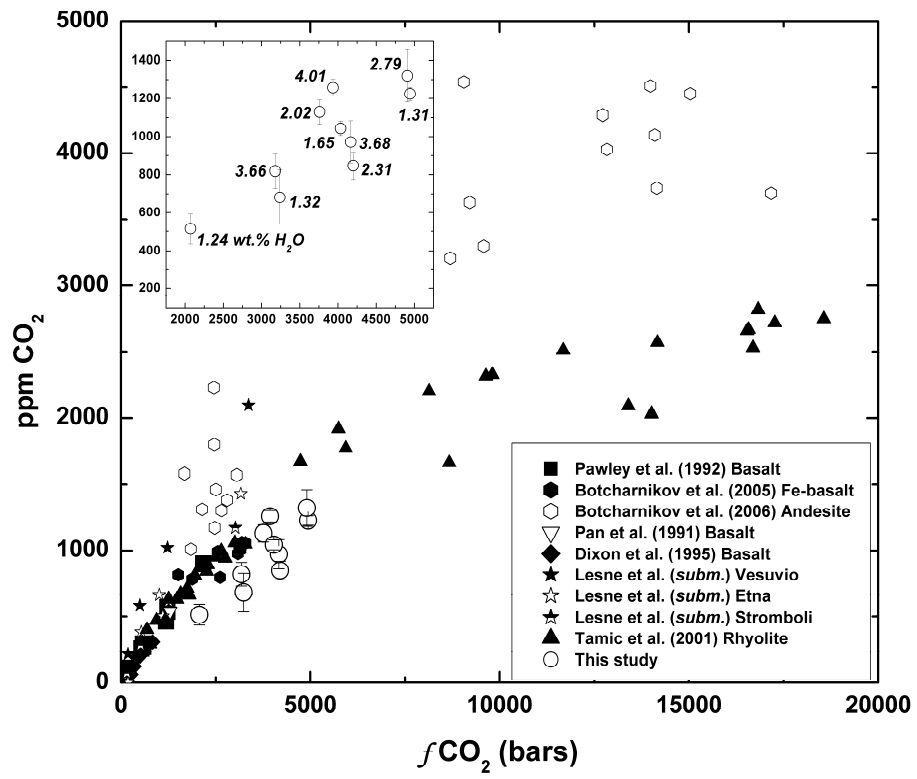 5000
4000
3000
2000
1000
0
ppm CO2
0
5000
10000
15000
20000
fCO2 (bars)
1400
1200
1000
800
600
400
200
2000
2500
3000
3500
4000
4500
5000
2.79
4.01
2.02
1.31
1.65
3.68
3.66
2.31
1.32
1.24 wt.% H2O
Pawley et al. (1992) Basalt
Botcharnikov et al. (2005) Fe-basalt
Botcharnikov et al. (2006) Andesite
Pan et al. (1991) Basalt
Dixon et al. (1995) Basalt
Lesne et al. (subm.) Vesuvio
Lesne et al. (subm.) Etna
Lesne et al. (subm.) Stromboli
Tamic et al. (2001) Rhyolite
This study